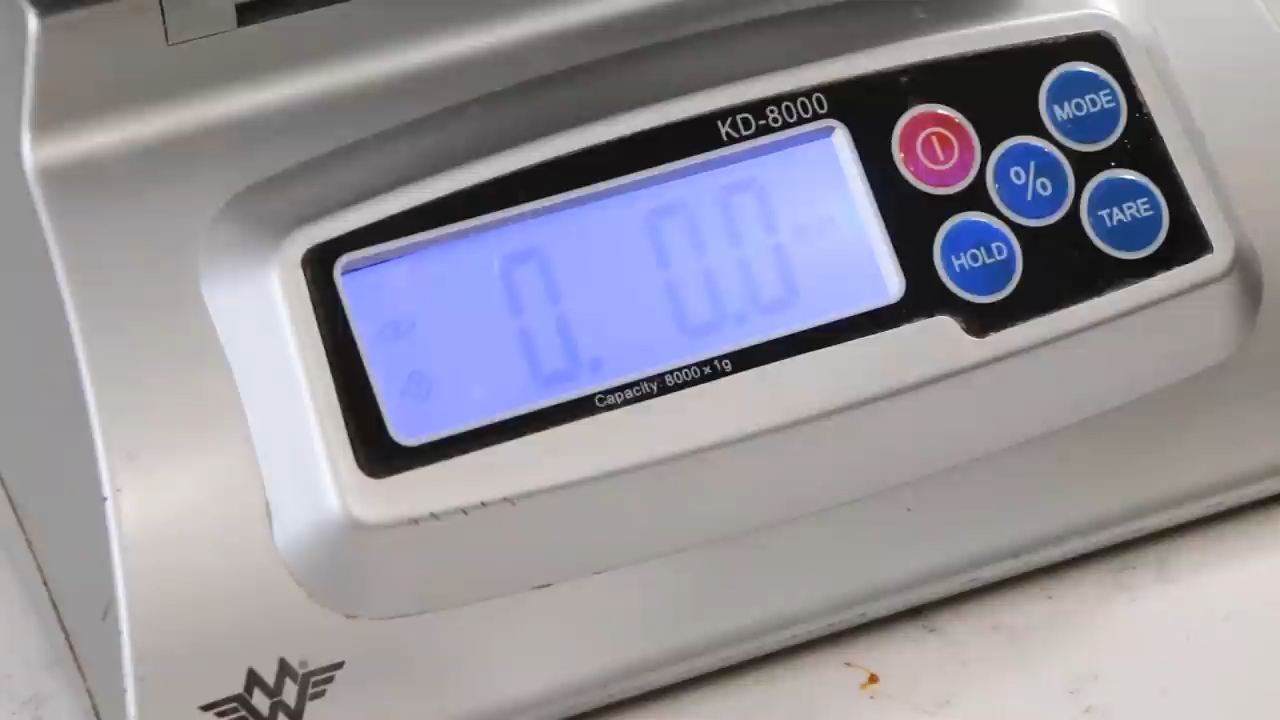 KD-8000
0. 0.0
Capacity: 8000 x 1g
MODE
%
TARE
HOLD